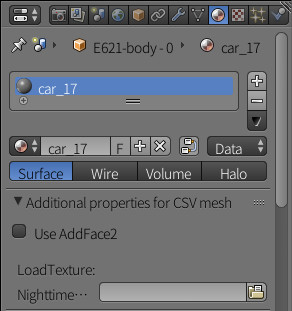 E621-body - 0 car_17
car_17
car_17 F Data
Surface Wire Volume Halo
Additional properties for CSV mesh
Use AddFace2
LoadTexture:
Nighttime···